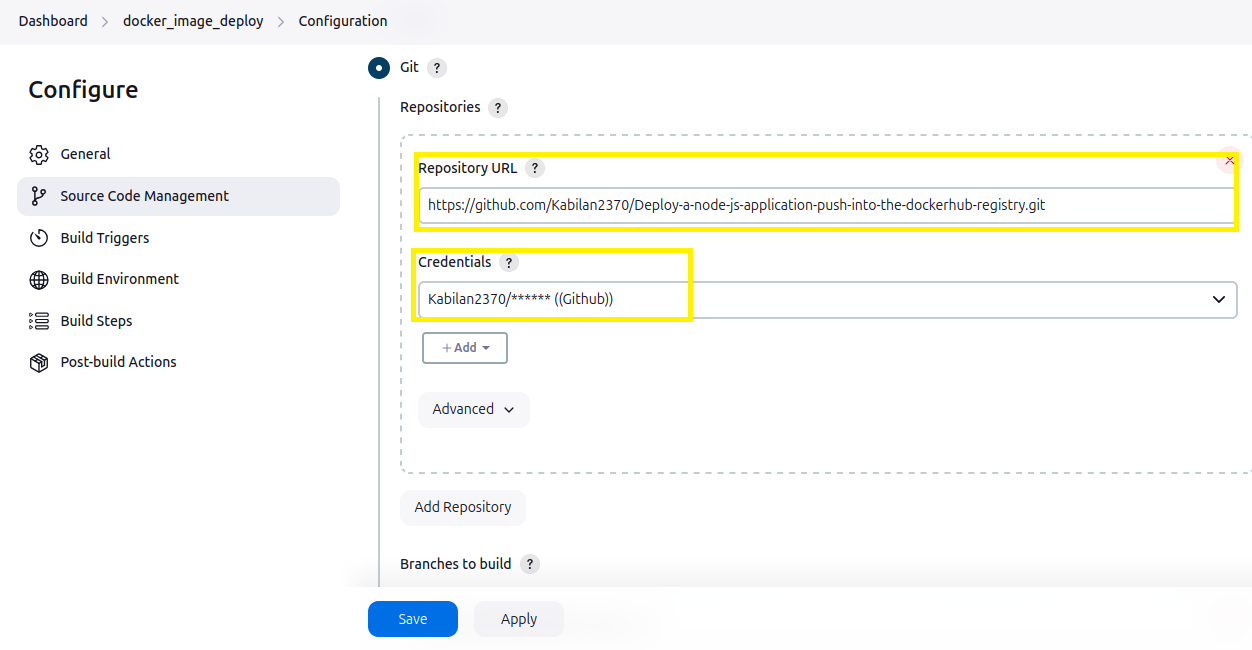 Dashboard > docker_image_deploy > Configuration
Configure
General
Source Code Management
Build Triggers
Build Environment
Build Steps
Post-build Actions
Git ?
Repositories ?
Repository URL ?
https://github.com/Kabilan2370/Deploy-a-node-js-application-push-into-the-dockerhub-registry.git
Credentials ?
Kabilan2370/****** ((Github))
+ Add
Advanced
Add Repository
Branches to build ?
Save
Apply